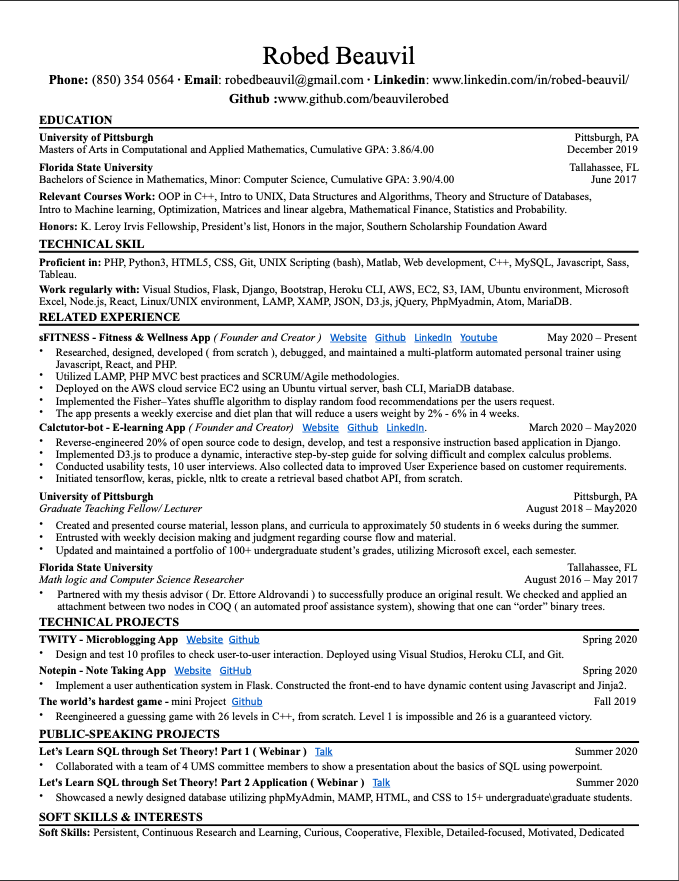 Robed Beauvil
Phone: (850) 354 0564 · Email: robedbeauvil@gmail.com · Linkedin: www.linkedin.com/in/robed-beauvil/
Github :www.github.com/beauvilerobed
EDUCATION
University of Pittsburgh Pittsburgh, PA
Masters of Arts in Computational and Applied Mathematics, Cumulative GPA: 3.86/4.00 December 2019
Florida State University Tallahassee, FL
Bachelors of Science in Mathematics, Minor: Computer Science, Cumulative GPA: 3.90/4.00 June 2017
Relevant Courses Work: OOP in C++, Intro to UNIX, Data Structures and Algorithms, Theory and Structure of Databases,
Intro to Machine learning, Optimization, Matrices and linear algebra, Mathematical Finance, Statistics and Probability.
Honors: K. Leroy Irvis Fellowship, President's list, Honors in the major, Southern Scholarship Foundation Award
TECHNICAL SKIL
Proficient in: PHP, Python3, HTML5, CSS, Git, UNIX Scripting (bash), Matlab, Web development, C++, MySQL, Javascript, Sass,
Tableau.
Work regularly with: Visual Studios, Flask, Django, Bootstrap, Heroku CLI, AWS, EC2, S3, IAM, Ubuntu environment, Microsoft
Excel, Node.js, React, Linux/UNIX environment, LAMP, XAMP, JSON, D3.js, jQuery, PhpMyadmin, Atom, MariaDB.
RELATED EXPERIENCE
sFITNESS - Fitness & Wellness App ( Founder and Creator ) Website Github LinkedIn Youtube May 2020 – Present
• Researched, designed, developed ( from scratch ), debugged, and maintained a multi-platform automated personal trainer using
Javascript, React, and PHP.
• Utilized LAMP, PHP MVC best practices and SCRUM/Agile methodologies.
• Deployed on the AWS cloud service EC2 using an Ubuntu virtual server, bash CLI, MariaDB database.
• Implemented the Fisher–Yates shuffle algorithm to display random food recommendations per the users request.
• The app presents a weekly exercise and diet plan that will reduce a users weight by 2% - 6% in 4 weeks.
Calctutor-bot - E-learning App ( Founder and Creator) Website Github LinkedIn. March 2020 – May2020
• Reverse-engineered 20% of open source code to design, develop, and test a responsive instruction based application in Django.
• Implemented D3.js to produce a dynamic, interactive step-by-step guide for solving difficult and complex calculus problems.
• Conducted usability tests, 10 user interviews. Also collected data to improved User Experience based on customer requirements.
• Initiated tensorflow, keras, pickle, nltk to create a retrieval based chatbot API, from scratch.
University of Pittsburgh Pittsburgh, PA
Graduate Teaching Fellow/ Lecturer August 2018 – May2020
• Created and presented course material, lesson plans, and curricula to approximately 50 students in 6 weeks during the summer.
• Entrusted with weekly decision making and judgment regarding course flow and material.
• Updated and maintained a portfolio of 100+ undergraduate student's grades, utilizing Microsoft excel, each semester.
Florida State University Tallahassee, FL
Math logic and Computer Science Researcher August 2016 – May 2017
• Partnered with my thesis advisor ( Dr. Ettore Aldrovandi ) to successfully produce an original result. We checked and applied an
attachment between two nodes in COQ ( an automated proof assistance system), showing that one can “order” binary trees.
TECHNICAL PROJECTS
TWITY - Microblogging App Website Github Spring 2020
• Design and test 10 profiles to check user-to-user interaction. Deployed using Visual Studios, Heroku CLI, and Git.
Notepin - Note Taking App Website GitHub Spring 2020
• Implement a user authentication system in Flask. Constructed the front-end to have dynamic content using Javascript and Jinja2.
The world's hardest game - mini Project Github Fall 2019
• Reengineered a guessing game with 26 levels in C++, from scratch. Level 1 is impossible and 26 is a guaranteed victory.
PUBLIC-SPEAKING PROJECTS
Let's Learn SQL through Set Theory! Part 1 ( Webinar ) Talk Summer 2020
• Collaborated with a team of 4 UMS committee members to show a presentation about the basics of SQL using powerpoint.
Let's Learn SQL through Set Theory! Part 2 Application ( Webinar ) Talk Summer 2020
• Showcased a newly designed database utilizing phpMyAdmin, MAMP, HTML, and CSS to 15+ undergraduate\graduate students.
SOFT SKILLS & INTERESTS
Soft Skills: Persistent, Continuous Research and Learning, Curious, Cooperative, Flexible, Detailed-focused, Motivated, Dedicated